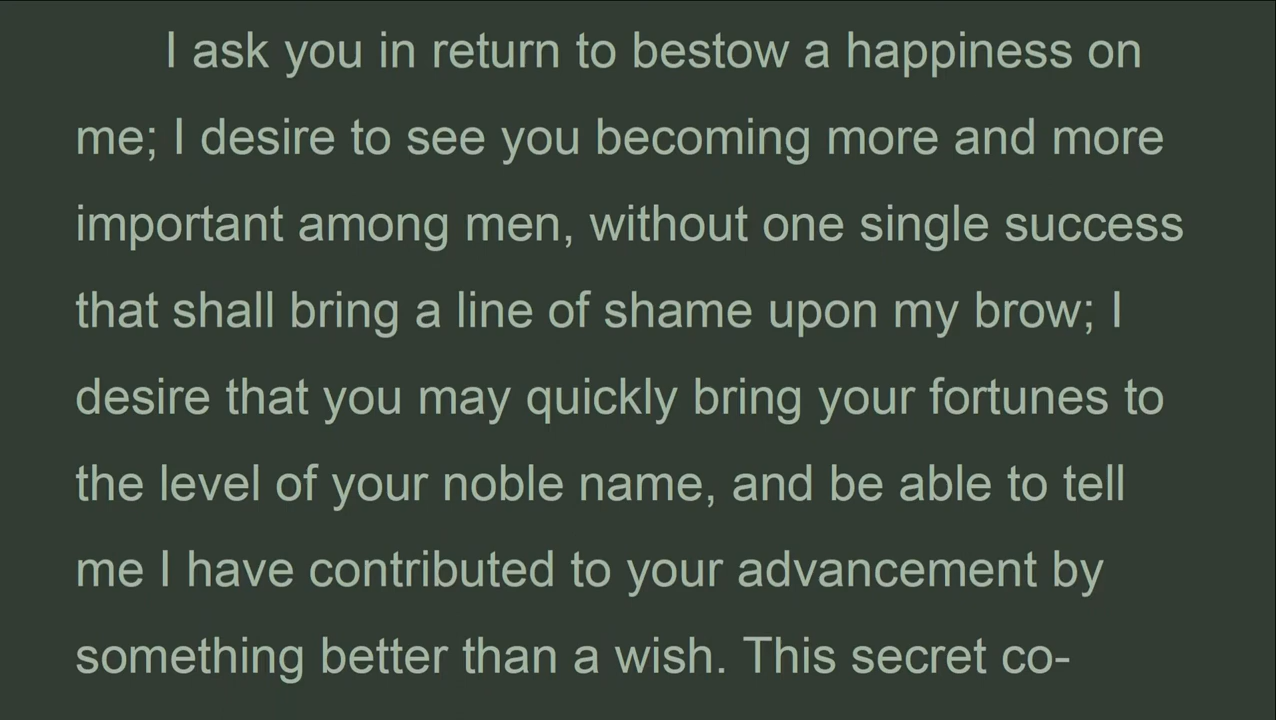 I ask you in return to bestow a happiness on
me; I desire to see you becoming more and more
important among men, without one single success
that shall bring a line of shame upon my brow; I
desire that you may quickly bring your fortunes to
the level of your noble name, and be able to tell
me I have contributed to your advancement by
something better than a wish. This secret co-